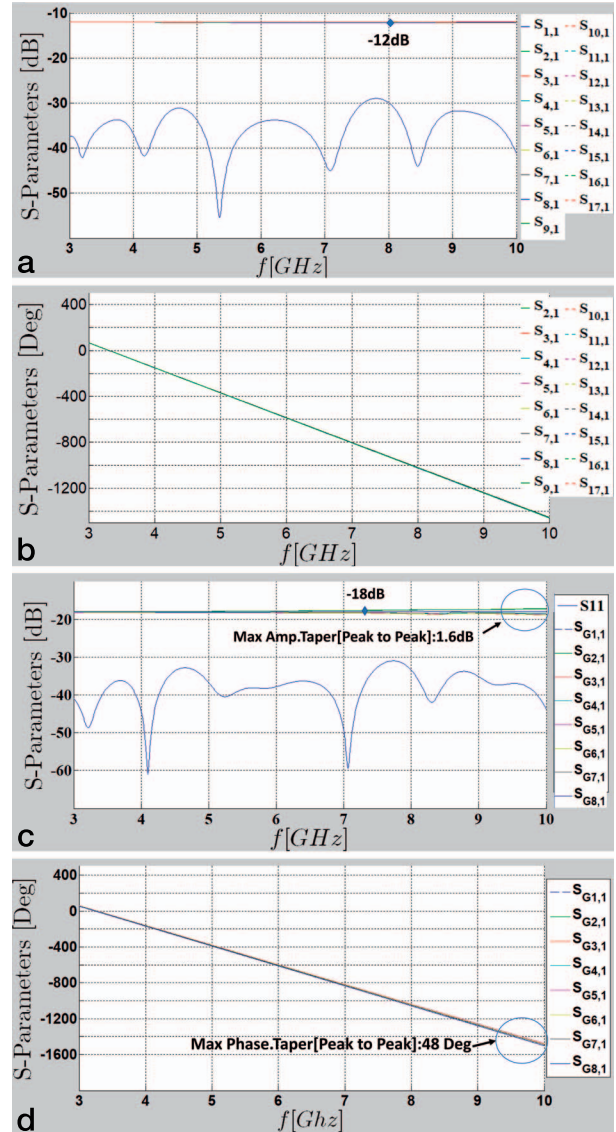 -10
-20
-30
-40
-50
S-Parameters [dB]
-12dB
3 4 5 6 7 8 9 10
f[GHz]
a
S1,1 S10,1
S2,1 S11,1
S3,1 S12,1
S4,1 S13,1
S5,1 S14,1
S6,1 S15,1
S7,1 S16,1
S8,1 S17,1
S9,1
400
0
-400
-800
-1200
S-Parameters [Deg]
3 4 5 6 7 8 9 10
f[GHz]
b
S2,1 S10,1
S3,1 S11,1
S4,1 S12,1
S5,1 S13,1
S6,1 S14,1
S7,1 S15,1
S8,1 S16,1
S9,1 S17,1
-20
-30
-40
-50
-60
S-Parameters [dB]
-18dB
Max Amp.Taper[Peak to Peak]:1.6dB
3 4 5 6 7 8 9 10
f[GHz]
c
S11
SG1,1
SG2,1
SG3,1
SG4,1
SG5,1
SG6,1
SG7,1
SG8,1
400
0
-400
-800
-1200
-1600
S-Parameters [Deg]
Max Phase.Taper[Peak to Peak]:48 Deg
3 4 5 6 7 8 9 10
f[Ghz]
d
SG1,1
SG2,1
SG3,1
SG4,1
SG5,1
SG6,1
SG7,1
SG8,1